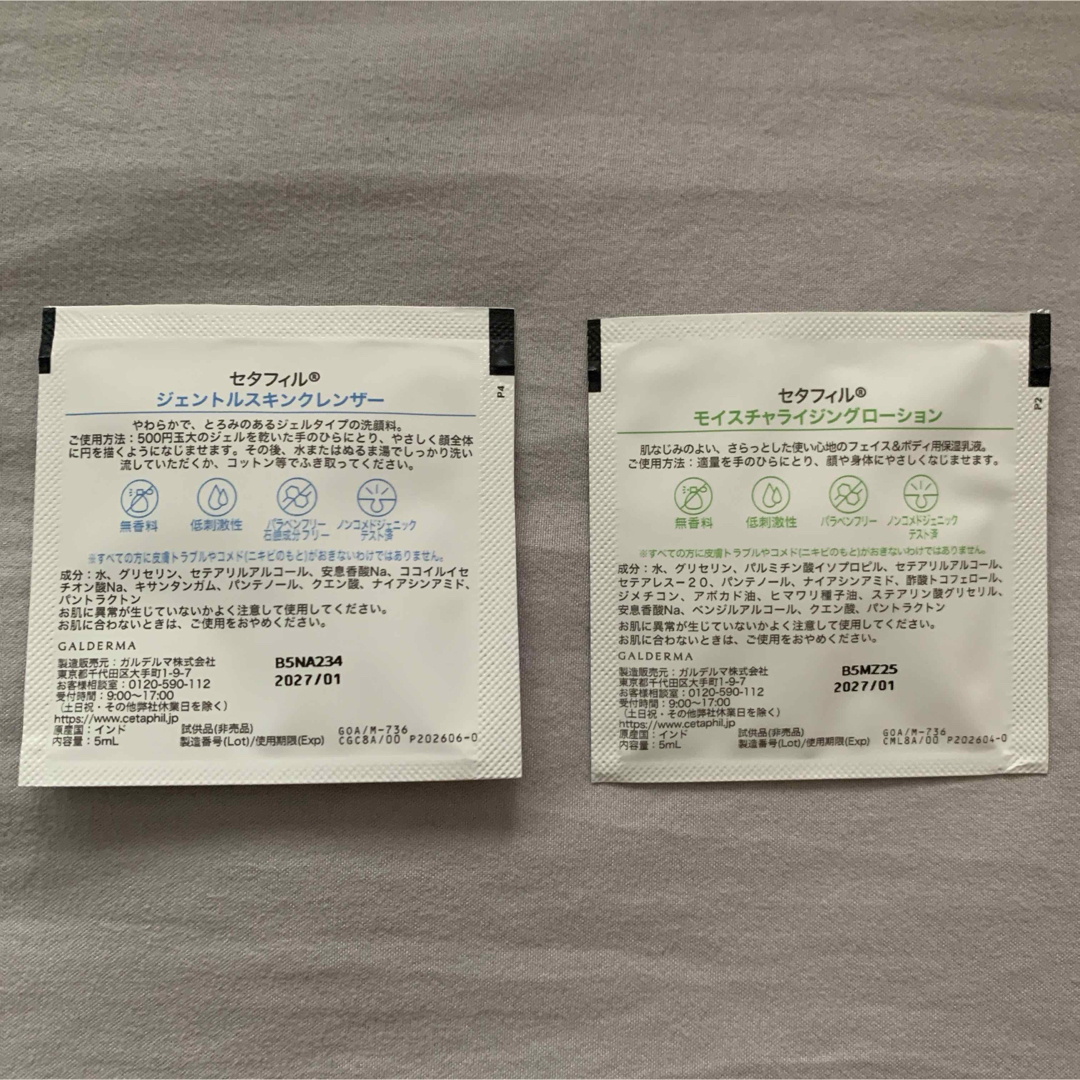 セタフィル®
ジェントルスキンクレンザー
やわらかで、とろみのあるジェルタイプの洗顔料。
ご使用方法：500円玉大のジェルを乾いた手のひらにとり、やさしく顔全体
に円を描くようになじませます。その後、水またはぬるま湯でしっかり洗い
流していただくか、コットン等でふき取ってください。
無香料
低刺激性
パラベンフリー
石鹸成分フリー
ノンコメドジェニック
テスト済
※すべての方に皮膚トラブルやコメド(ニキビのもと)がおきないわけではありません。
成分：水、グリセリン、セテアリルアルコール、安息香酸Na、ココイルイセ
チオン酸Na、キサンタンガム、パンテノール、クエン酸、ナイアシンアミド、
パントラクトン
お肌に異常が生じていないかよく注意して使用してください。
お肌に合わないときは、ご使用をおやめください。
GALDERMA
製造販売元：ガルデルマ株式会社
東京都千代田区大手町1-9-7
お客様相談室：0120-590-112
受付時間：9:00〜17:00
（土日祝・その他弊社休業日を除く）
https://www.cetaphil.jp
原産国：インド
内容量：5mL
試供品(非売品)
製造番号(Lot)/使用期限(Exp)
B5NA234
2027/01
GOA/M-736
CGC8A/00 P202606-0
P4
セタフィル®
モイスチャライジングローション
肌なじみのよい、さらっとした使い心地のフェイス&ボディ用保湿乳液。
ご使用方法：適量を手のひらにとり、顔や身体にやさしくなじませます。
無香料
低刺激性
パラベンフリー
ノンコメドジェニック
テスト済
※すべての方に皮膚トラブルやコメド(ニキビのもと)がおきないわけではありません。
成分：水、グリセリン、パルミチン酸イソプロピル、セテアリルアルコール、
セテアレス－２０、パンテノール、ナイアシンアミド、酢酸トコフェロール、
ジメチコン、アボカド油、ヒマワリ種子油、ステアリン酸グリセリル、
安息香酸Na、ベンジルアルコール、クエン酸、パントラクトン
お肌に異常が生じていないかよく注意して使用してください。
お肌に合わないときは、ご使用をおやめください。
GALDERMA
製造販売元：ガルデルマ株式会社
東京都千代田区大手町1-9-7
お客様相談室：0120-590-112
受付時間：9:00〜17:00
（土日祝・その他弊社休業日を除く）
https://www.cetaphil.jp
原産国：インド
内容量：5mL
試供品(非売品)
製造番号(Lot)/使用期限(Exp)
B5MZ25
2027/01
GOA/M-736
CML8A/00 P202604-0
P2